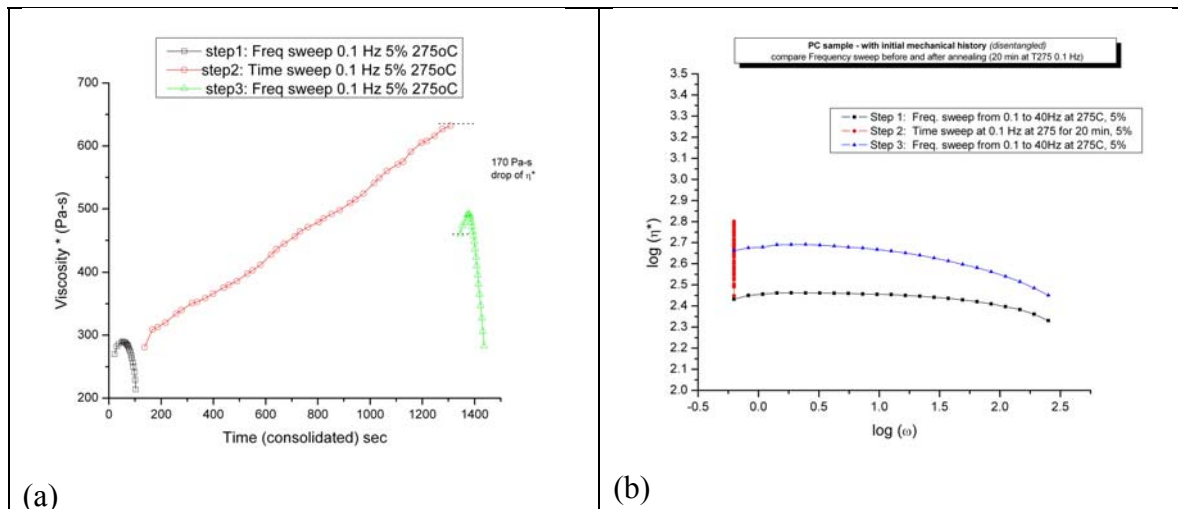 step1: Freq sweep 0.1 Hz 5% 275oC
step2: Time sweep 0.1 Hz 5% 275oC
step3: Freq sweep 0.1 Hz 5% 275oC
700
600
500
400
300
200
Viscosity * (Pa-s)
170 Pa-s
drop of η*
0 200 400 600 800 1000 1200 1400
Time (consolidated) sec
(a)
PC sample - with initial mechanical history (disentangled)
compare Frequency sweep before and after annealing (20 min at T275 0.1 Hz)
Step 1: Freq. sweep from 0.1 to 40Hz at 275C, 5%
Step 2: Time sweep at 0.1 Hz at 275 for 20 min, 5%
Step 3: Freq. sweep from 0.1 to 40Hz at 275C, 5%
3.5
3.4
3.3
3.2
3.1
3.0
2.9
2.8
2.7
2.6
2.5
2.4
2.3
2.2
2.1
2.0
log (η*)
-0.5 0.0 0.5 1.0 1.5 2.0 2.5
log (ω)
(b)